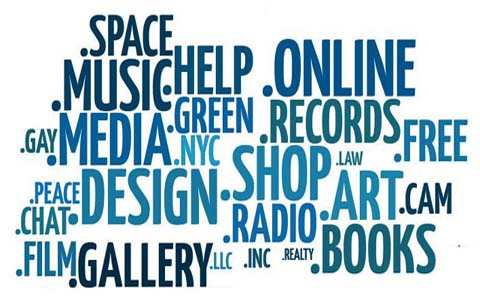 .SPACE
.MUSIC
.HELP
.ONLINE
.GREEN
.RECORDS
.FREE
.GAY
.MEDIA
.NYC
.SHOP
.LAW
.PEACE
.DESIGN
.ART
.CAM
.CHAT
.RADIO
.FILM
.GALLERY
.LLC
.INC
.REALTY
.BOOKS